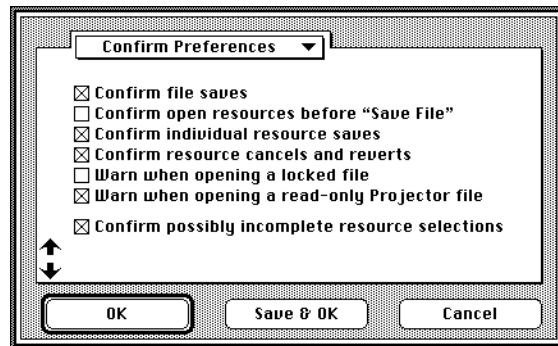 Confirm Preferences
Confirm file saves
Confirm open resources before “Save File”
Confirm individual resource saves
Confirm resource cancels and reverts
Warn when opening a locked file
Warn when opening a read-only Projector file
Confirm possibly incomplete resource selections
OK
Save & OK
Cancel